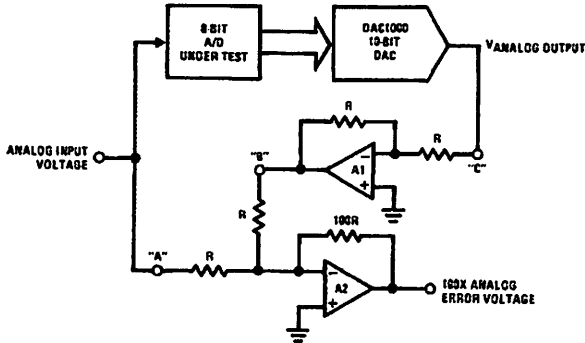 8-BIT
A/D
UNDER TEST
DAC1000
10-BIT
DAC
VANALOG OUTPUT
R
R
"C"
ANALOG INPUT
VOLTAGE
"B"
A1
R
"A"
R
100R
A2
100X ANALOG
ERROR VOLTAGE